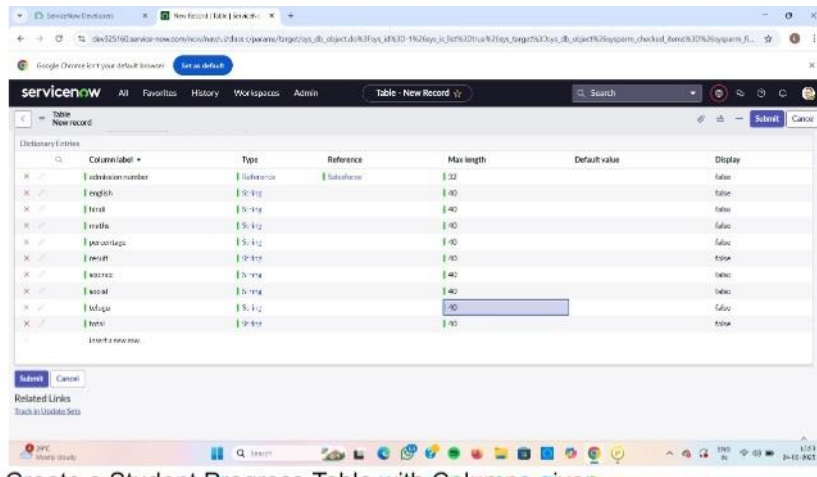 ServiceNow Developers
New Record | Table | ServiceN...
Google Chrome isn't your default browser Set as default
servicenow All Favorites History Workspaces Admin Table - New Record Search
Table
New record
Submit Cancel
Dictionary Entries
Column label Type Reference Max length Default value Display
admission number Reference Salesforce 32 false
english String 40 false
hindi String 40 false
maths String 40 false
percentage String 40 false
result String 40 false
science String 40 false
social String 40 false
telugu String 40 false
total String 40 false
Insert a new row...
Submit Cancel
Related Links
Track in Update Sets
Mostly cloudy
Search
ENG
IN
Create a Student Progress Table with Columns given